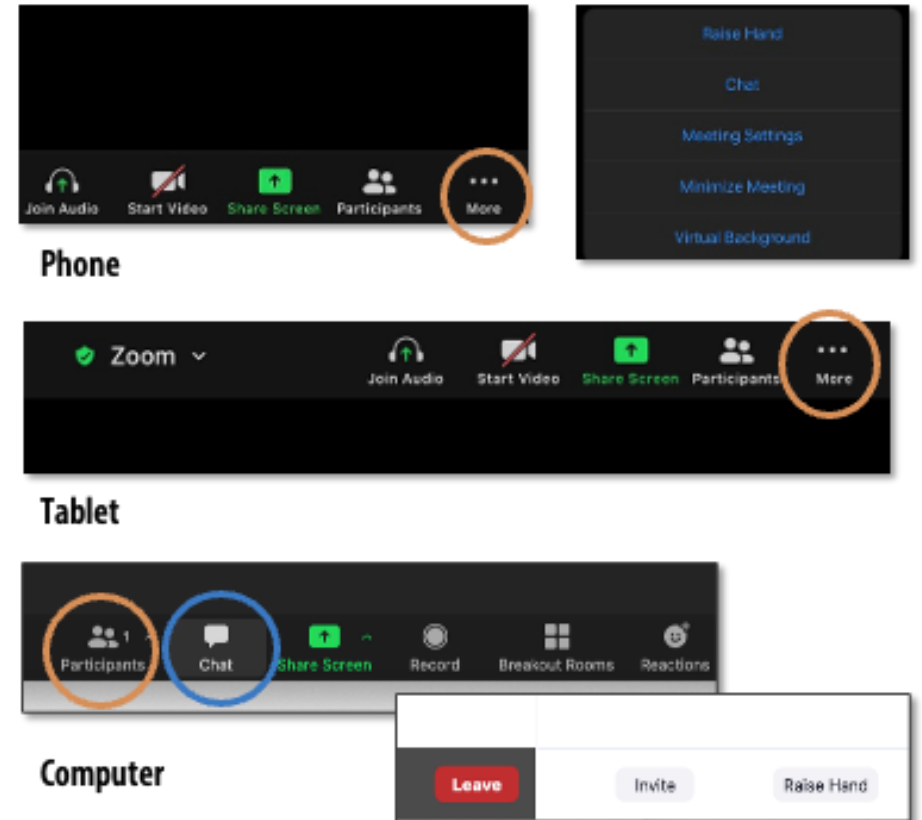 Raise Hand
Chat
Meeting Settings
Minimize Meeting
Virtual Background
Join Audio Start Video Share Screen Participants More
Phone
Zoom
Join Audio Start Video Share Screen Participants More
Tablet
1
Participants Chat Share Screen Record Breakout Rooms Reactions
Computer
Leave Invite Raise Hand